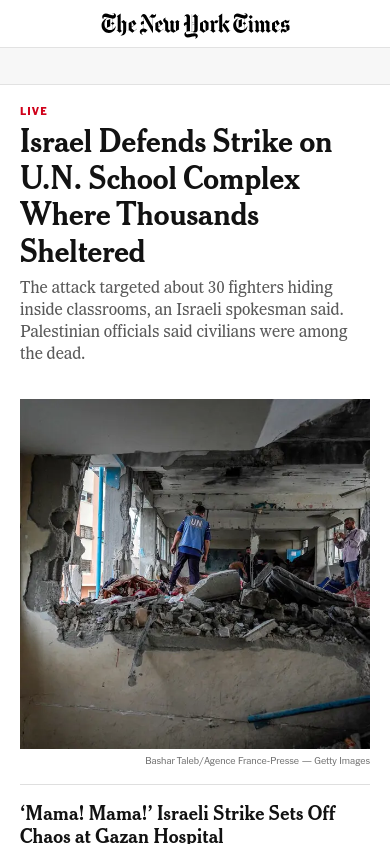 The New York Times
LIVE
Israel Defends Strike on
U.N. School Complex
Where Thousands
Sheltered
The attack targeted about 30 fighters hiding
inside classrooms, an Israeli spokesman said.
Palestinian officials said civilians were among
the dead.
UN
Bashar Taleb/Agence France-Presse — Getty Images
‘Mama! Mama!’ Israeli Strike Sets Off
Chaos at Gazan Hospital